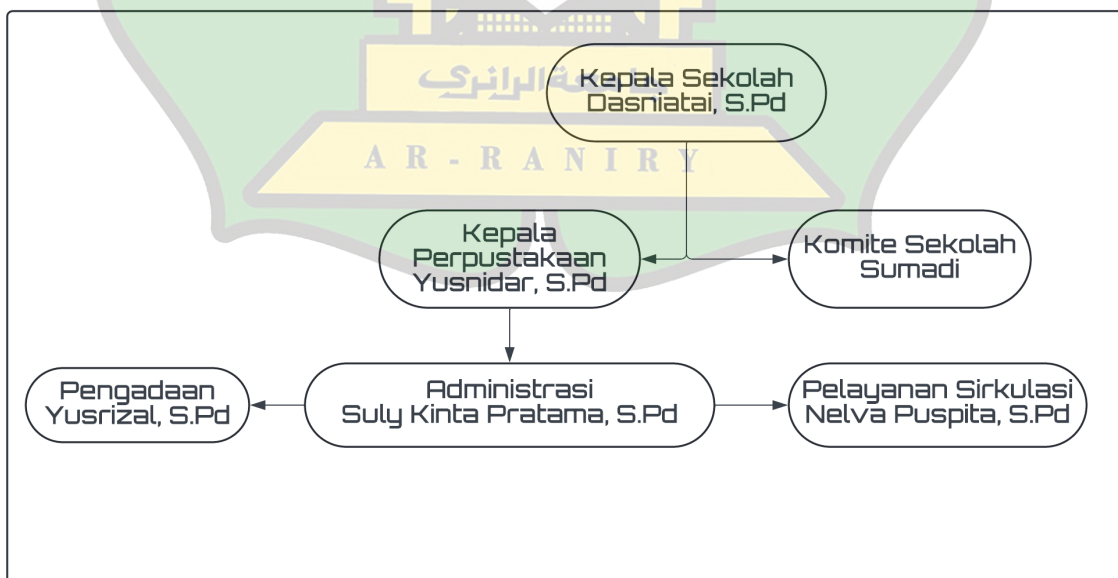 Kepala Sekolah
Dasniatai, S.Pd
جامعة الرانري
AR-RANIRY
Kepala
Perpustakaan
Yusnidar, S.Pd
Komite Sekolah
Sumadi
Pengadaan
Yusrizal, S.Pd
Administrasi
Suly Kinta Pratama, S.Pd
Pelayanan Sirkulasi
Nelva Puspita, S.Pd